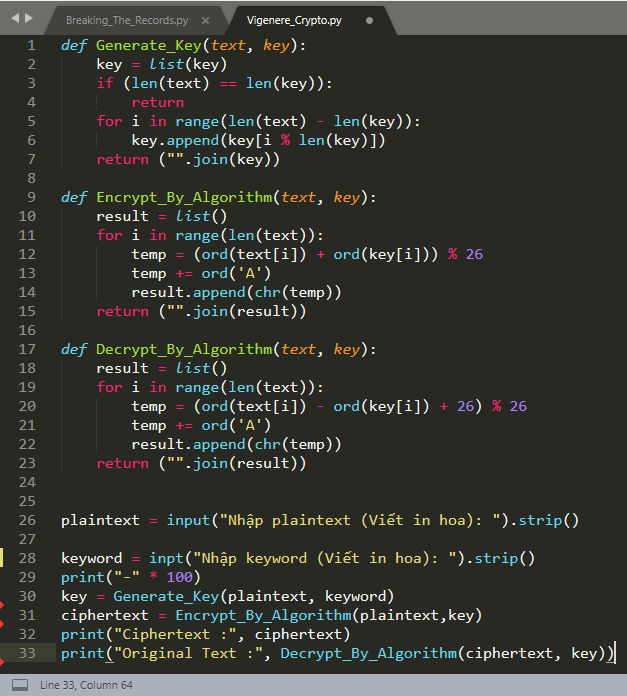 Breaking_The_Records.py × Vigenere_Crypto.py
1 def Generate_Key(text, key):
2 key = list(key)
3 if (len(text) == len(key)):
4 return
5 for i in range(len(text) - len(key)):
6 key.append(key[i % len(key)])
7 return ("".join(key))
8
9 def Encrypt_By_Algorithm(text, key):
10 result = list()
11 for i in range(len(text)):
12 temp = (ord(text[i]) + ord(key[i])) % 26
13 temp += ord('A')
14 result.append(chr(temp))
15 return ("".join(result))
16
17 def Decrypt_By_Algorithm(text, key):
18 result = list()
19 for i in range(len(text)):
20 temp = (ord(text[i]) - ord(key[i]) + 26) % 26
21 temp += ord('A')
22 result.append(chr(temp))
23 return ("".join(result))
24
25
26 plaintext = input("Nhập plaintext (Viết in hoa): ").strip()
27
28 keyword = inpt("Nhập keyword (Viết in hoa): ").strip()
29 print("-" * 100)
30 key = Generate_Key(plaintext, keyword)
31 ciphertext = Encrypt_By_Algorithm(plaintext,key)
32 print("Ciphertext :", ciphertext)
33 print("Original Text :", Decrypt_By_Algorithm(ciphertext, key))
Line 33, Column 64